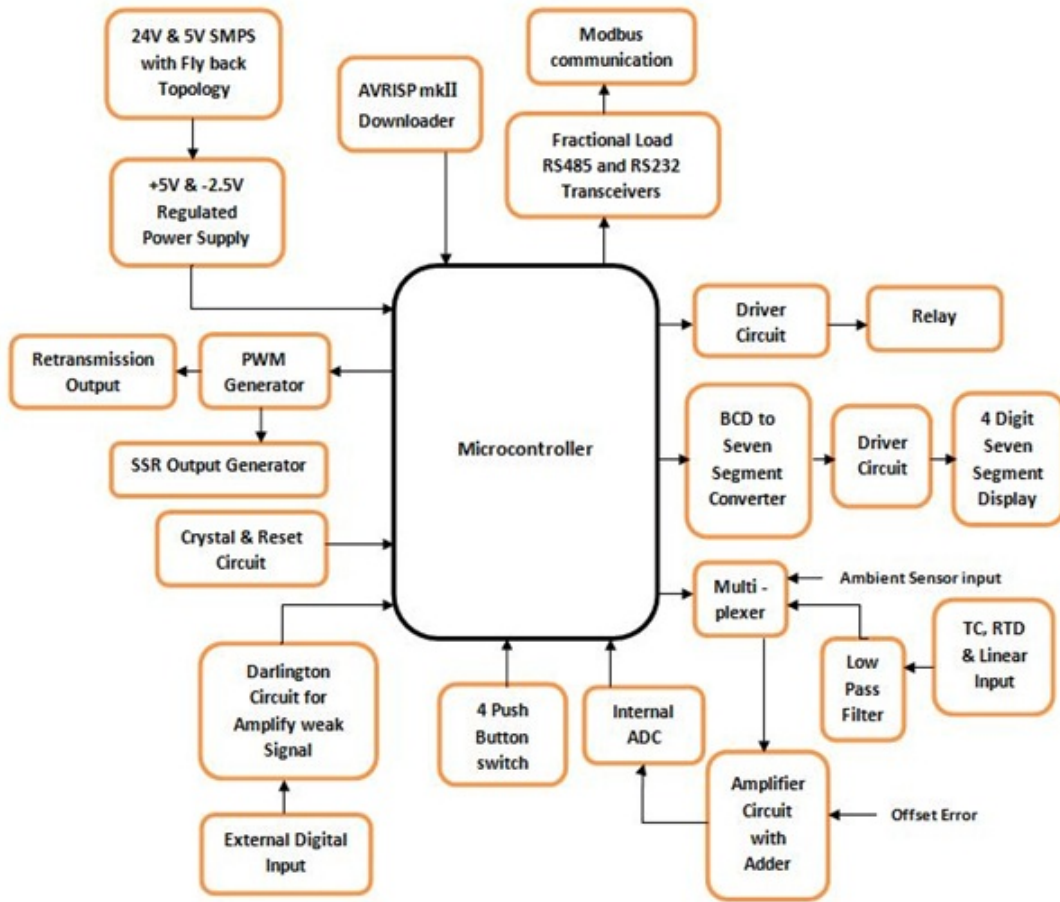 24V & 5V SMPS
with Fly back
Topology
AVRISP mkII
Downloader
Modbus
communication
Fractional Load
RS485 and RS232
Transceivers
+5V & -2.5V
Regulated
Power Supply
Driver
Circuit
Relay
Retransmission
Output
PWM
Generator
SSR Output Generator
Microcontroller
BCD to
Seven
Segment
Converter
Driver
Circuit
4 Digit
Seven
Segment
Display
Crystal & Reset
Circuit
Multi -
plexer
Ambient Sensor input
TC, RTD
& Linear
Input
Low
Pass
Filter
Darlington
Circuit for
Amplify weak
Signal
4 Push
Button
switch
Internal
ADC
Amplifier
Circuit
with
Adder
Offset Error
External Digital
Input